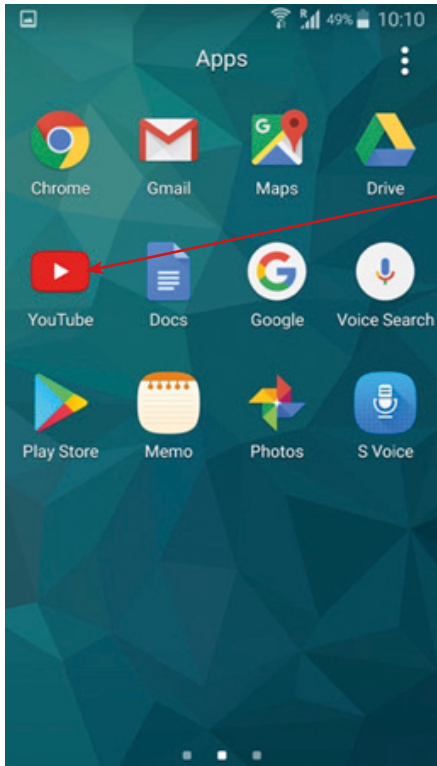 R 49% 10:10
Apps
G
Chrome Gmail Maps Drive
G
YouTube Docs Google Voice Search
Play Store Memo Photos S Voice